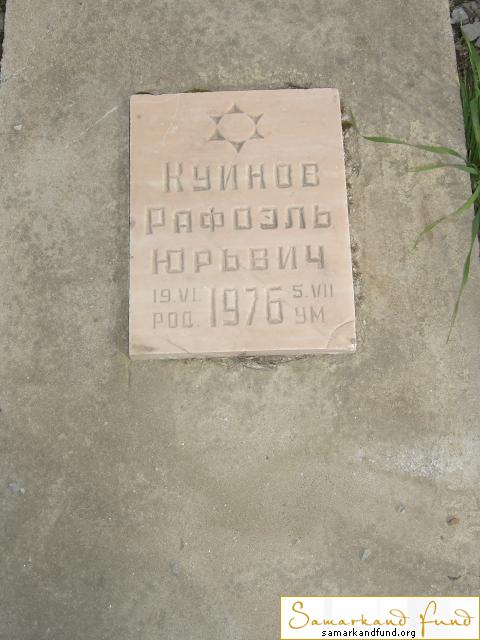 КУИНОВ
РАФОЭЛЬ
ЮРЬВИЧ
19.VI. 1976 5.VII
РОД. УМ
Samarkand Fund
samarkandfund.org